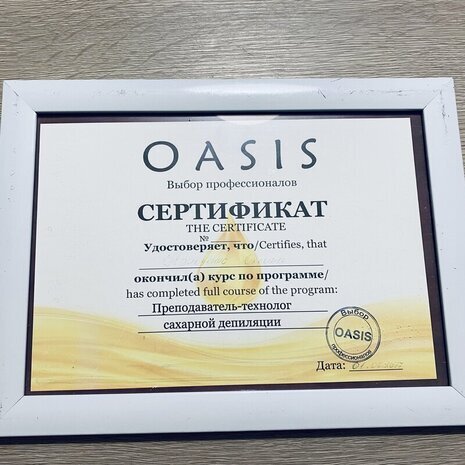 OASIS
Выбор профессионалов
СЕРТИФИКАТ
THE CERTIFICATE
№
Удостоверяет, что/Certifies, that
окончил(а) курс по программе/
has completed full course of the program:
Преподаватель-технолог
сахарной депиляции
Выбор
OASIS
профессионалов
Дата: